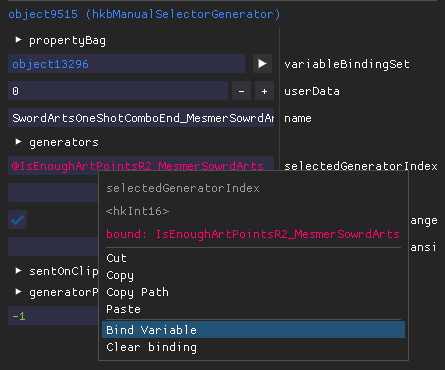 object9515 (hkbManualSelectorGenerator)
propertyBag
object13296 variableBindingSet
0 - + userData
SwordArtsOneShotComboEnd_MesmerSowrdAr name
generators
@IsEnoughArtPointsR2_MesmerSowrdArts selectedGeneratorIndex
selectedGeneratorIndex
<hkInt16>
ange
bound: IsEnoughArtPointsR2_MesmerSowrdArts
ansi
Cut
sentOnClip
Copy
generatorP
Copy Path
-1
Paste
Bind Variable
Clear binding